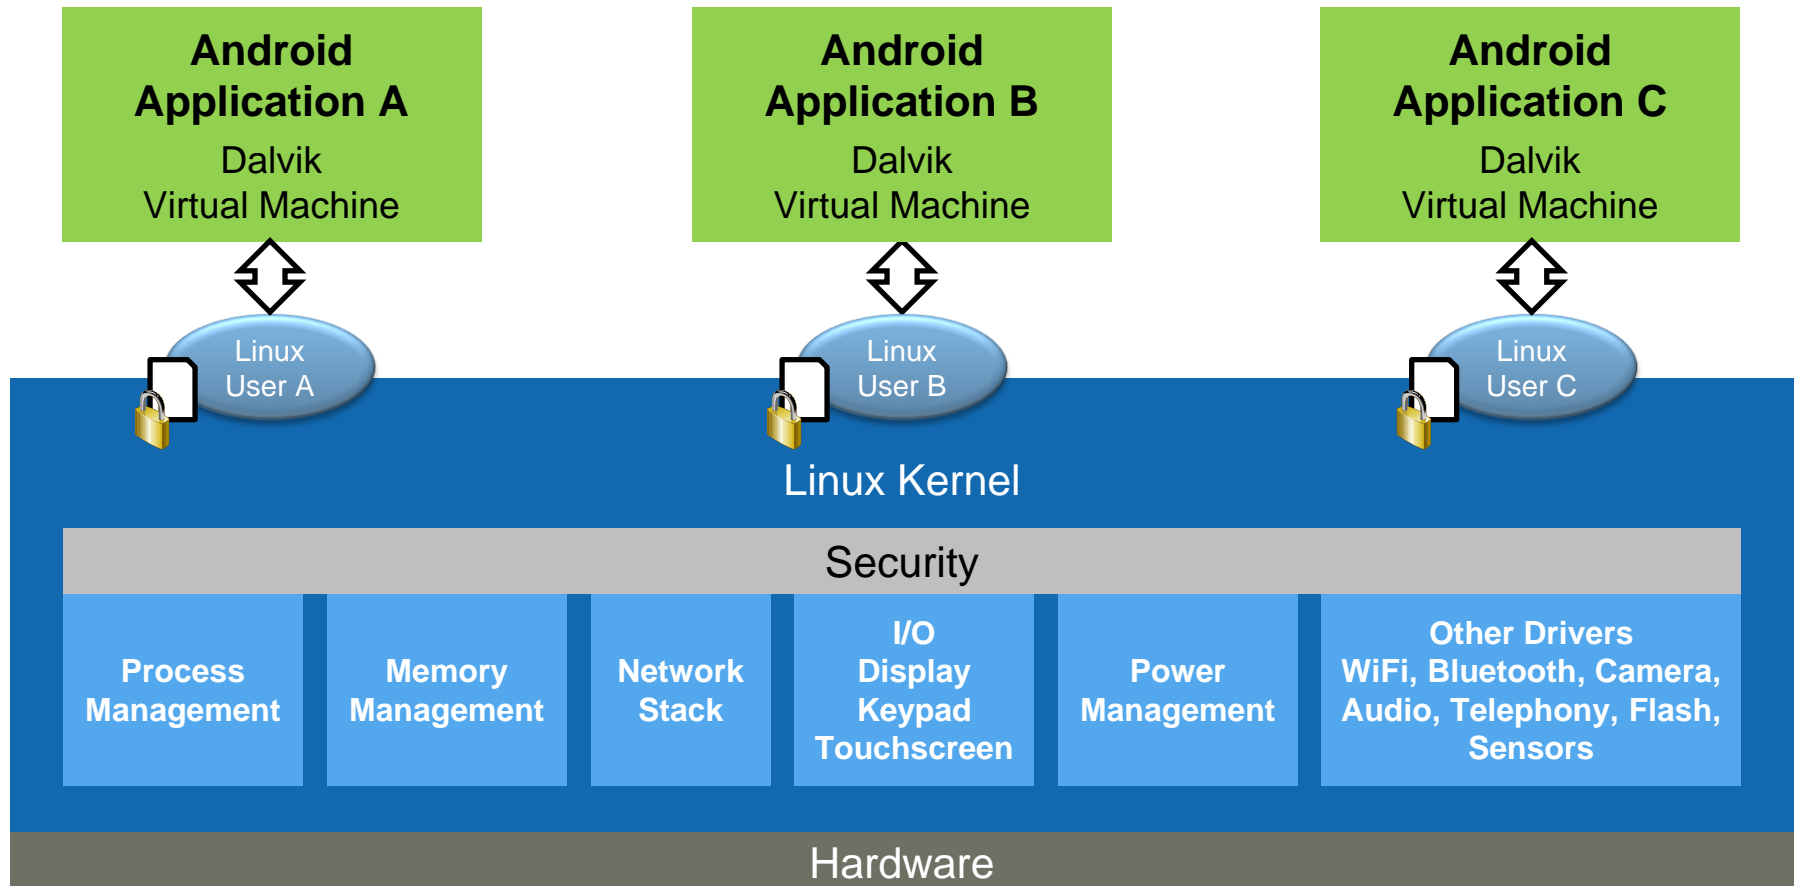 Android
Application A
Dalvik
Virtual Machine
Android
Application B
Dalvik
Virtual Machine
Android
Application C
Dalvik
Virtual Machine
Linux
User A
Linux
User B
Linux
User C
Linux Kernel
Security
Process
Management
Memory
Management
Network
Stack
I/O
Display
Keypad
Touchscreen
Power
Management
Other Drivers
WiFi, Bluetooth, Camera,
Audio, Telephony, Flash,
Sensors
Hardware